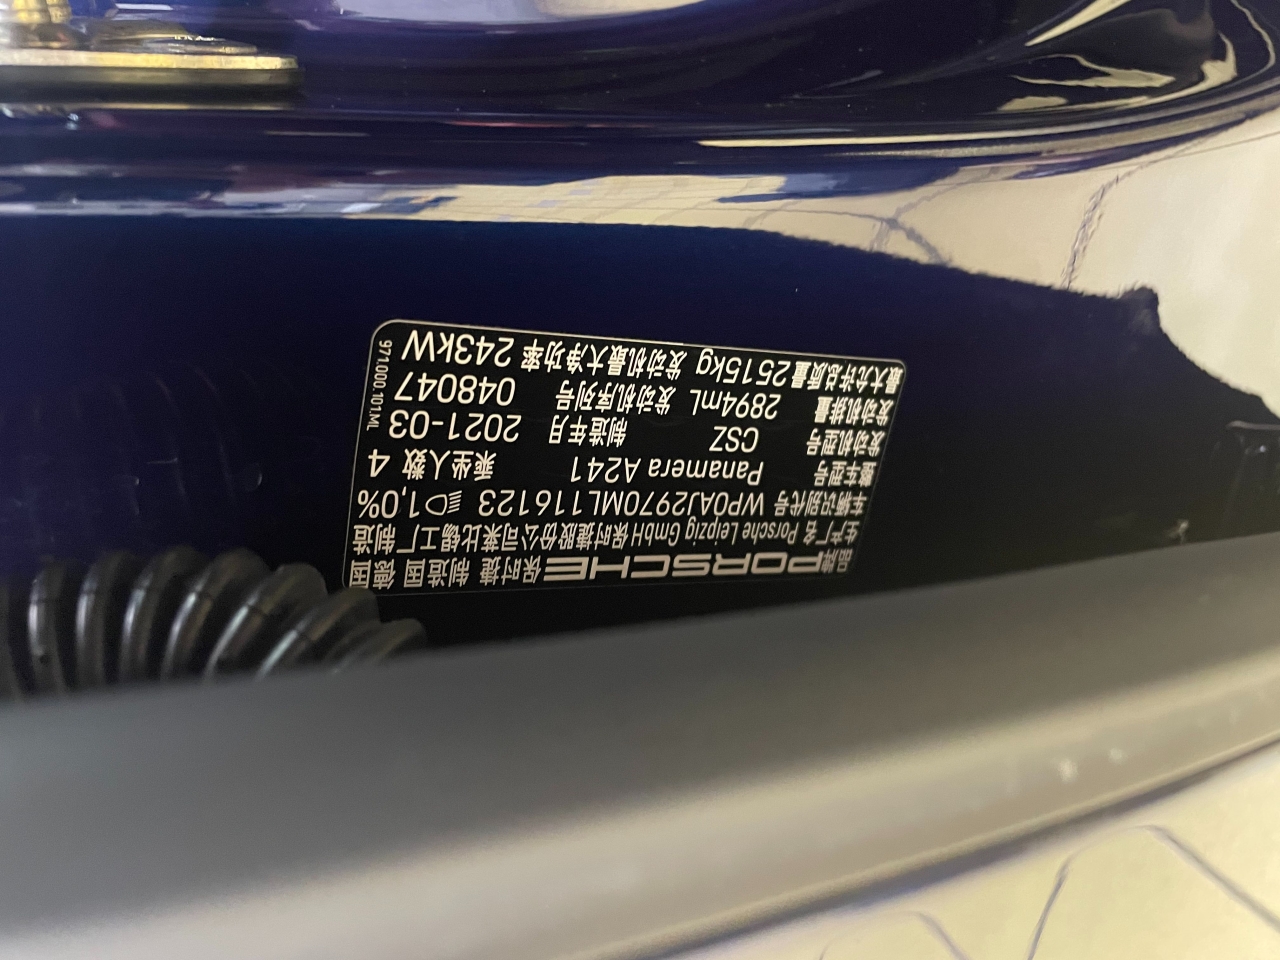 品牌 PORSCHE 保时捷 制造国 德国
生产厂名 Porsche Leipzig GmbH 保时捷股份公司莱比锡工厂制造
车辆识别代号 WP0AJ2970ML116123 1,0%
整车型号 Panamera A241 乘坐人数 4
发动机型号 CSZ 制造年月 2021-03
发动机排量 2894mL 发动机序列号 048047
最大允许总质量 2515kg 发动机最大净功率 243kW
971.000.101.ML